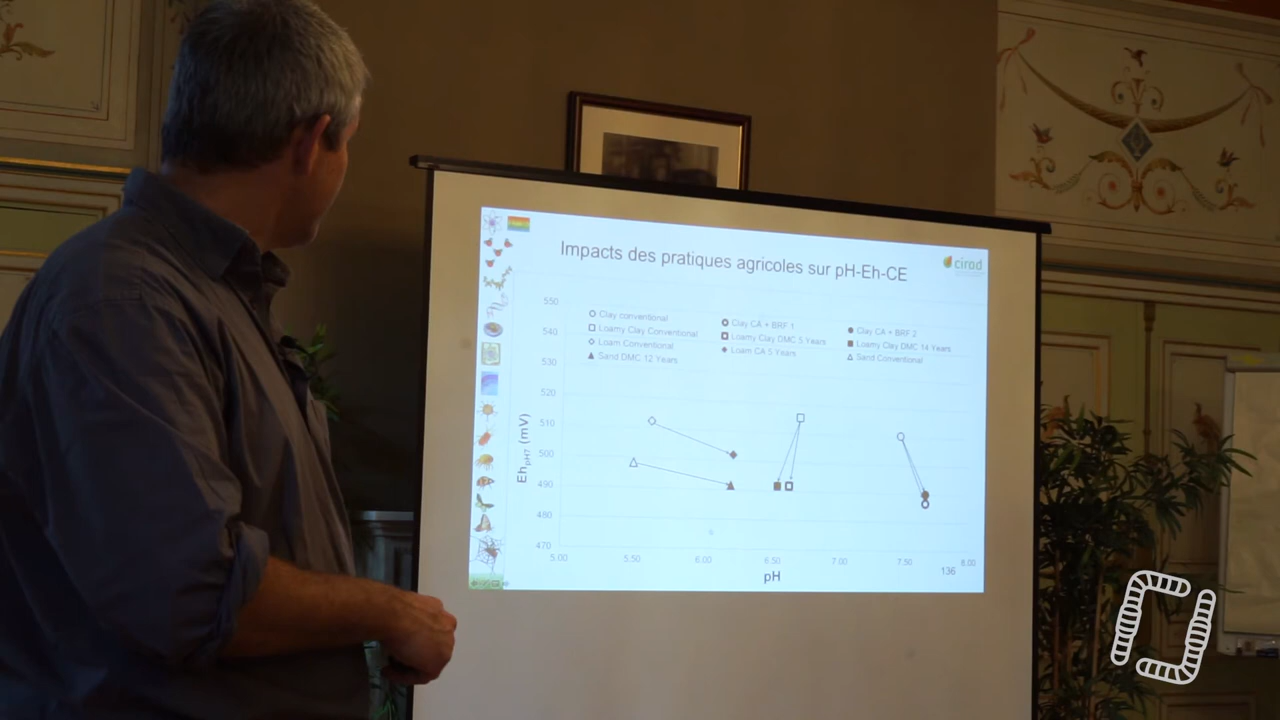 Impacts des pratiques agricoles sur pH-Eh-CE
cirad
550
540
530
520
510
500
490
480
470
Eh pH7 (mV)
Clay conventional
Loamy Clay Conventional
Loam Conventional
Sand DMC 12 Years
Clay CA + BRF 1
Loamy Clay DMC 5 Years
Loam CA 5 Years
Clay CA + BRF 2
Loamy Clay DMC 14 Years
Sand Conventional
5.00 5.50 6.00 6.50 7.00 7.50 8.00
pH
136